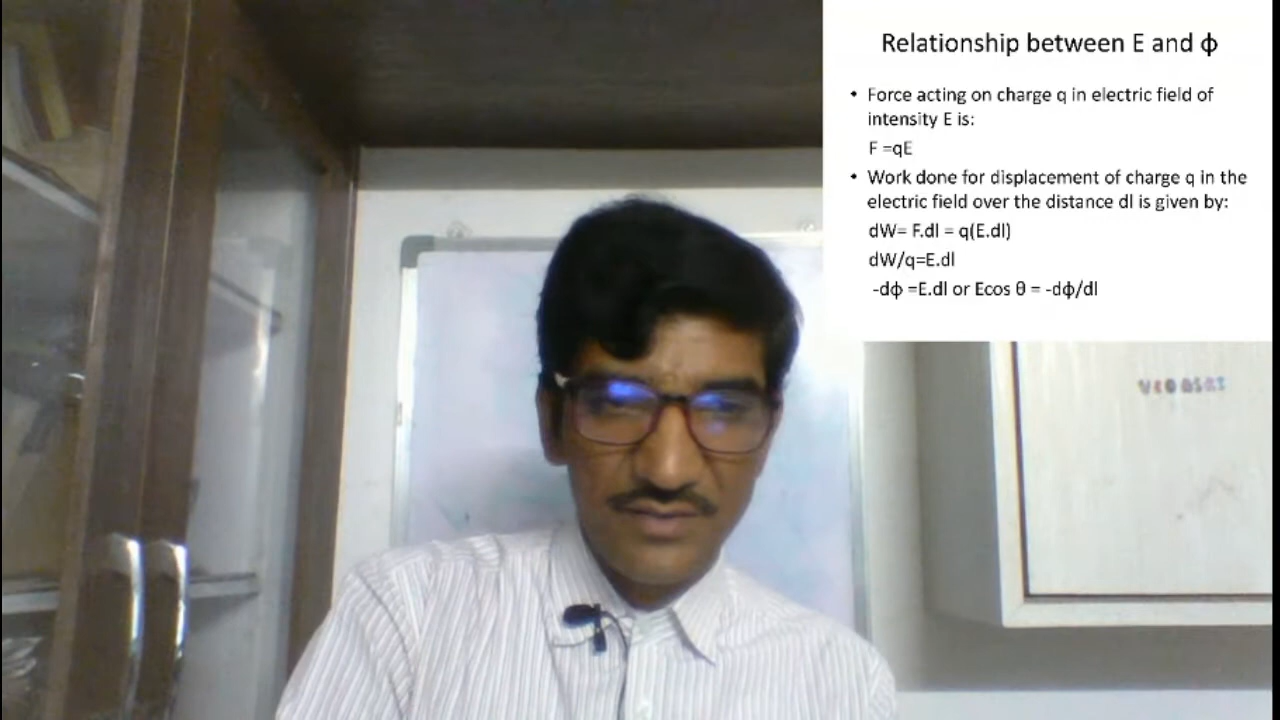 Relationship between E and ϕ
• Force acting on charge q in electric field of
intensity E is:
F =qE
• Work done for displacement of charge q in the
electric field over the distance dl is given by:
dW= F.dl = q(E.dl)
dW/q=E.dl
-dϕ =E.dl or Ecos θ = -dϕ/dl